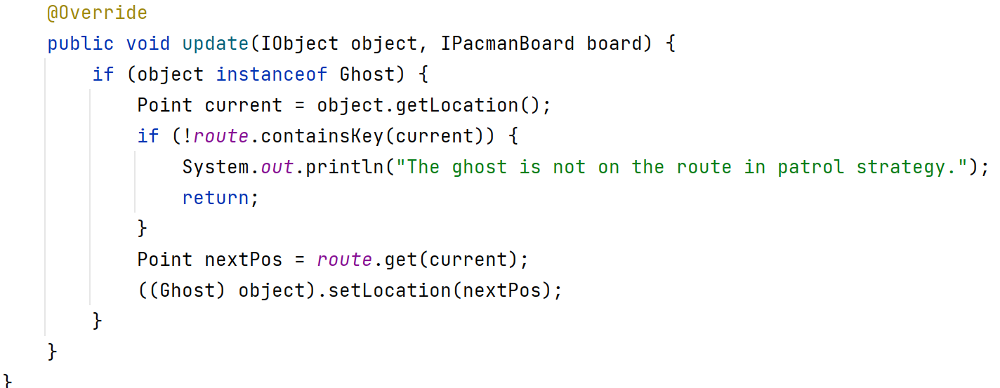 @Override
public void update(IObject object, IPacmanBoard board) {
if (object instanceof Ghost) {
Point current = object.getLocation();
if (!route.containsKey(current)) {
System.out.println("The ghost is not on the route in patrol strategy.");
return;
}
Point nextPos = route.get(current);
((Ghost) object).setLocation(nextPos);
}
}
}